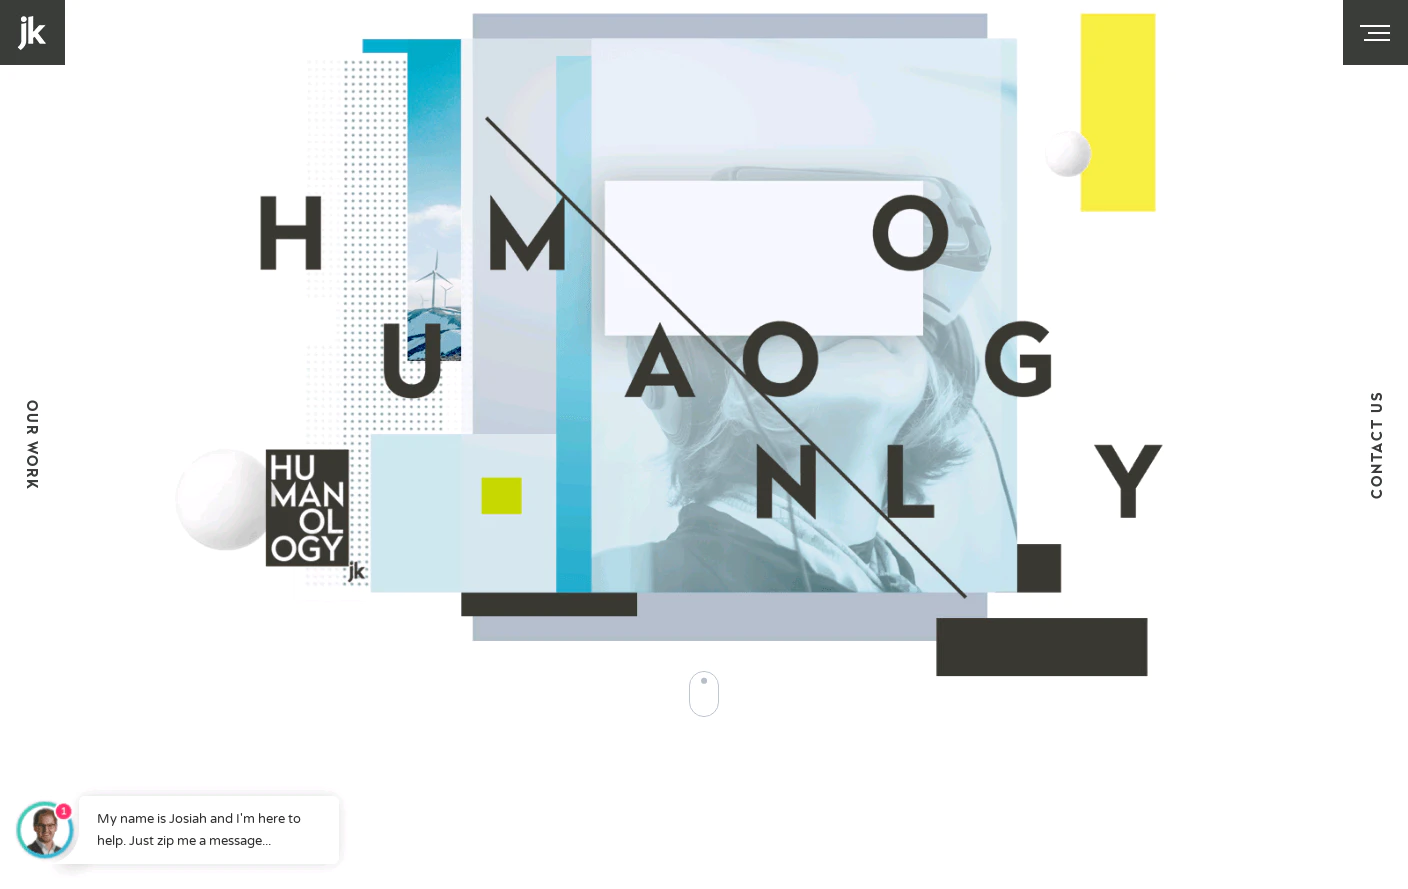 jk
H M O
U A O G
N L Y
OUR WORK
CONTACT US
HU
MAN
OL
OGY
jk
1
My name is Josiah and I'm here to
help. Just zip me a message...